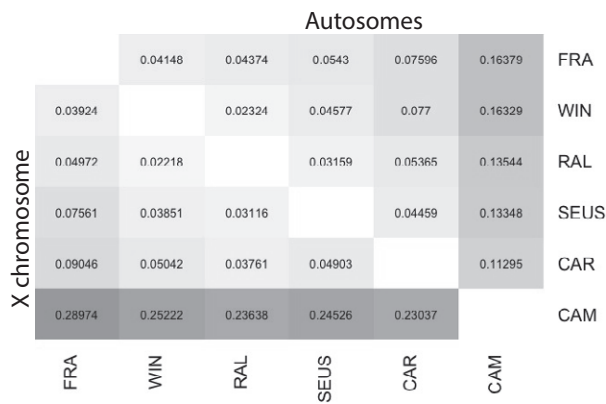 Autosomes
0.04148 0.04374 0.0543 0.07596 0.16379 FRA
0.03924 0.02324 0.04577 0.077 0.16329 WIN
0.04972 0.02218 0.03159 0.05365 0.13544 RAL
0.07561 0.03851 0.03116 0.04459 0.13348 SEUS
0.09046 0.05042 0.03761 0.04903 0.11295 CAR
0.28974 0.25222 0.23638 0.24526 0.23037 CAM
X chromosome
FRA WIN RAL SEUS CAR CAM